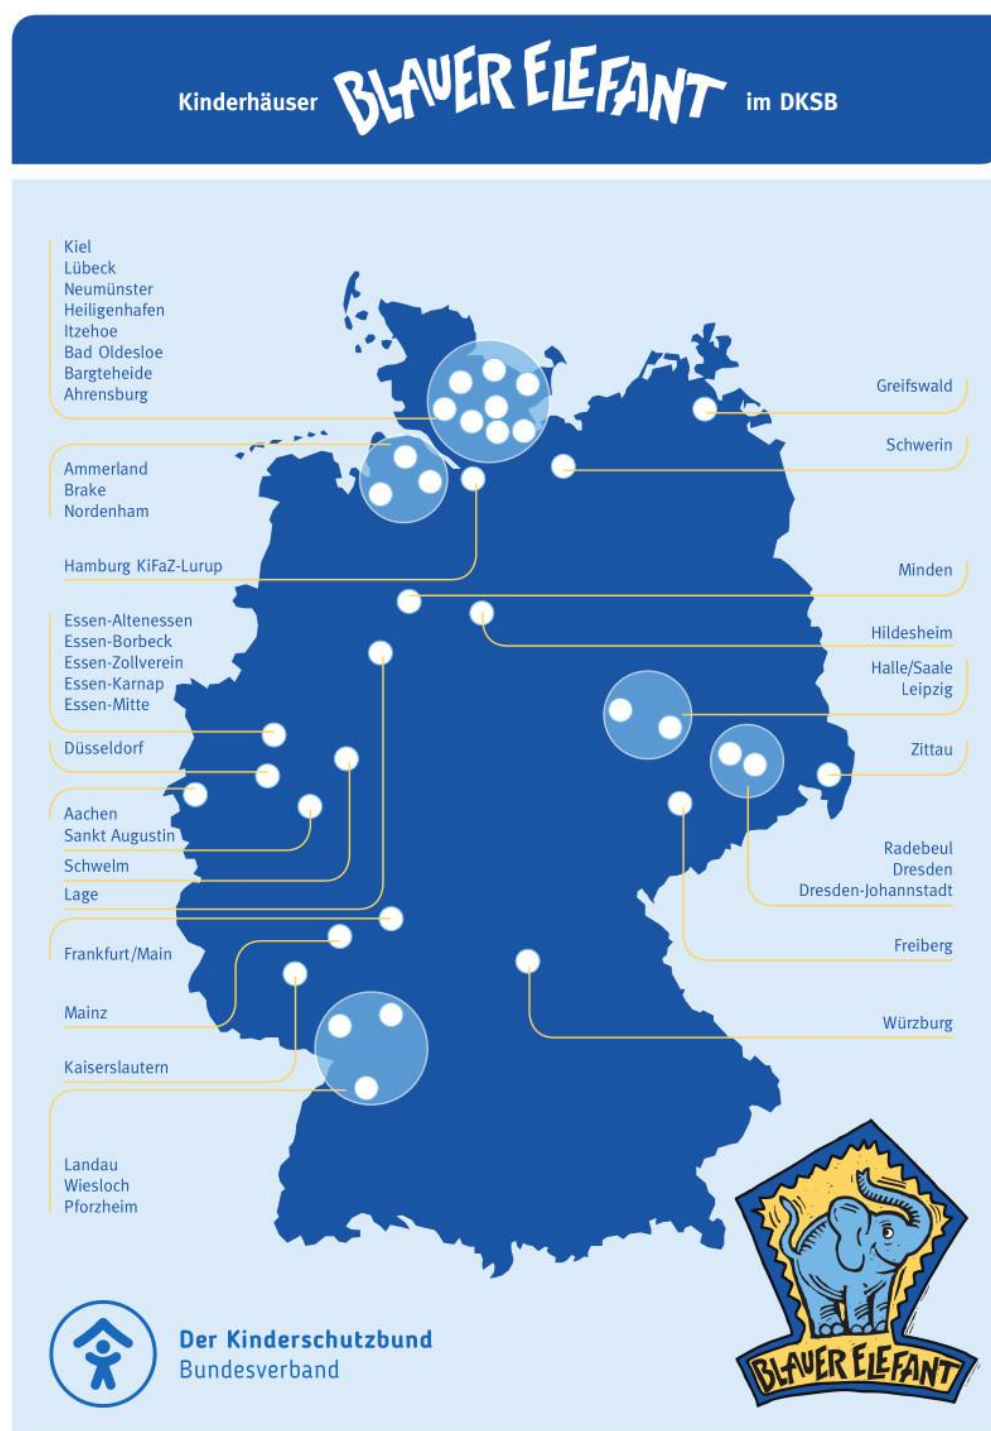 Kinderhäuser BLAUER ELEFANT im DKSB
Kiel
Lübeck
Neumünster
Heiligenhafen
Itzehoe
Bad Oldesloe
Bargteheide
Ahrensburg
Ammerland
Brake
Nordenham
Hamburg KiFaZ-Lurup
Essen-Altenessen
Essen-Borbeck
Essen-Zollverein
Essen-Karnap
Essen-Mitte
Düsseldorf
Aachen
Sankt Augustin
Schwelm
Lage
Frankfurt/Main
Mainz
Kaiserslautern
Landau
Wiesloch
Pforzheim
Greifswald
Schwerin
Minden
Hildesheim
Halle/Saale
Leipzig
Zittau
Radebeul
Dresden
Dresden-Johannstadt
Freiberg
Würzburg
Der Kinderschutzbund
Bundesverband
BLAUER ELEFANT